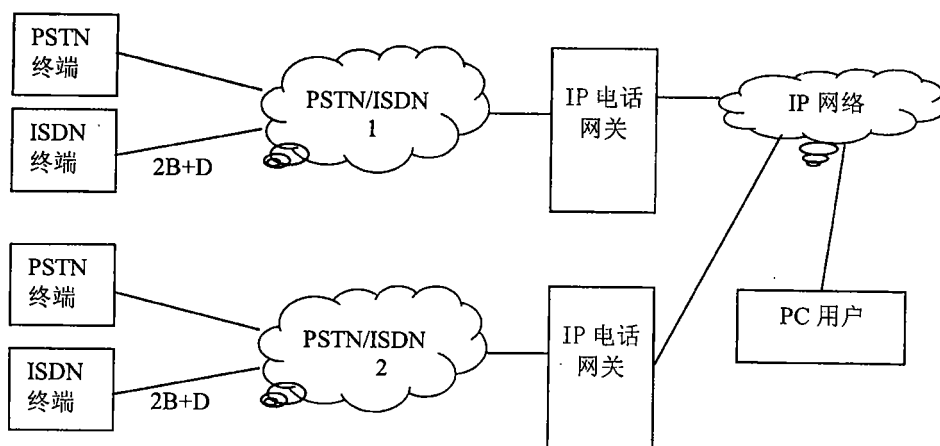 PSTN
终端
ISDN
终端
2B+D
PSTN/ISDN
1
IP 电话
网关
IP 网络
PSTN
终端
ISDN
终端
2B+D
PSTN/ISDN
2
IP 电话
网关
PC 用户